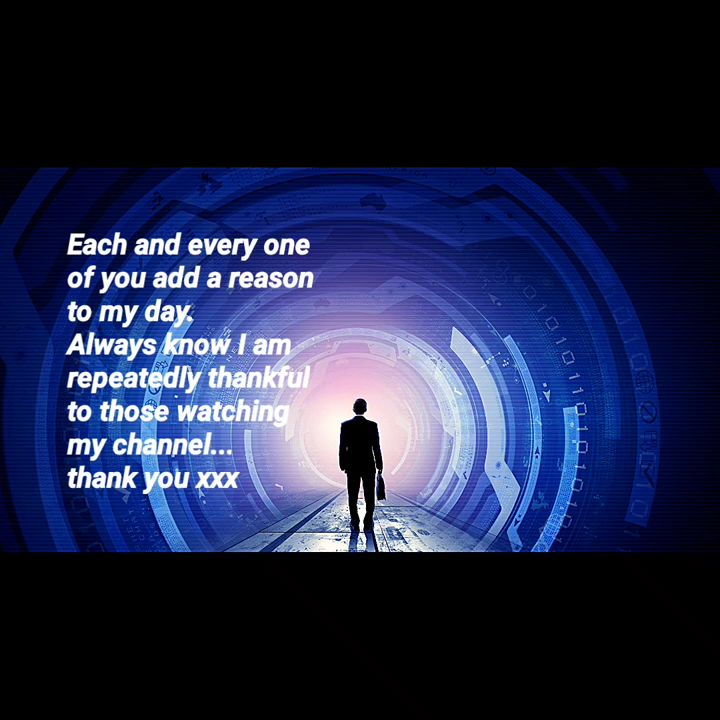 Each and every one
of you add a reason
to my day.
Always know I am
repeatedly thankful
to those watching
my channel...
thank you xxx